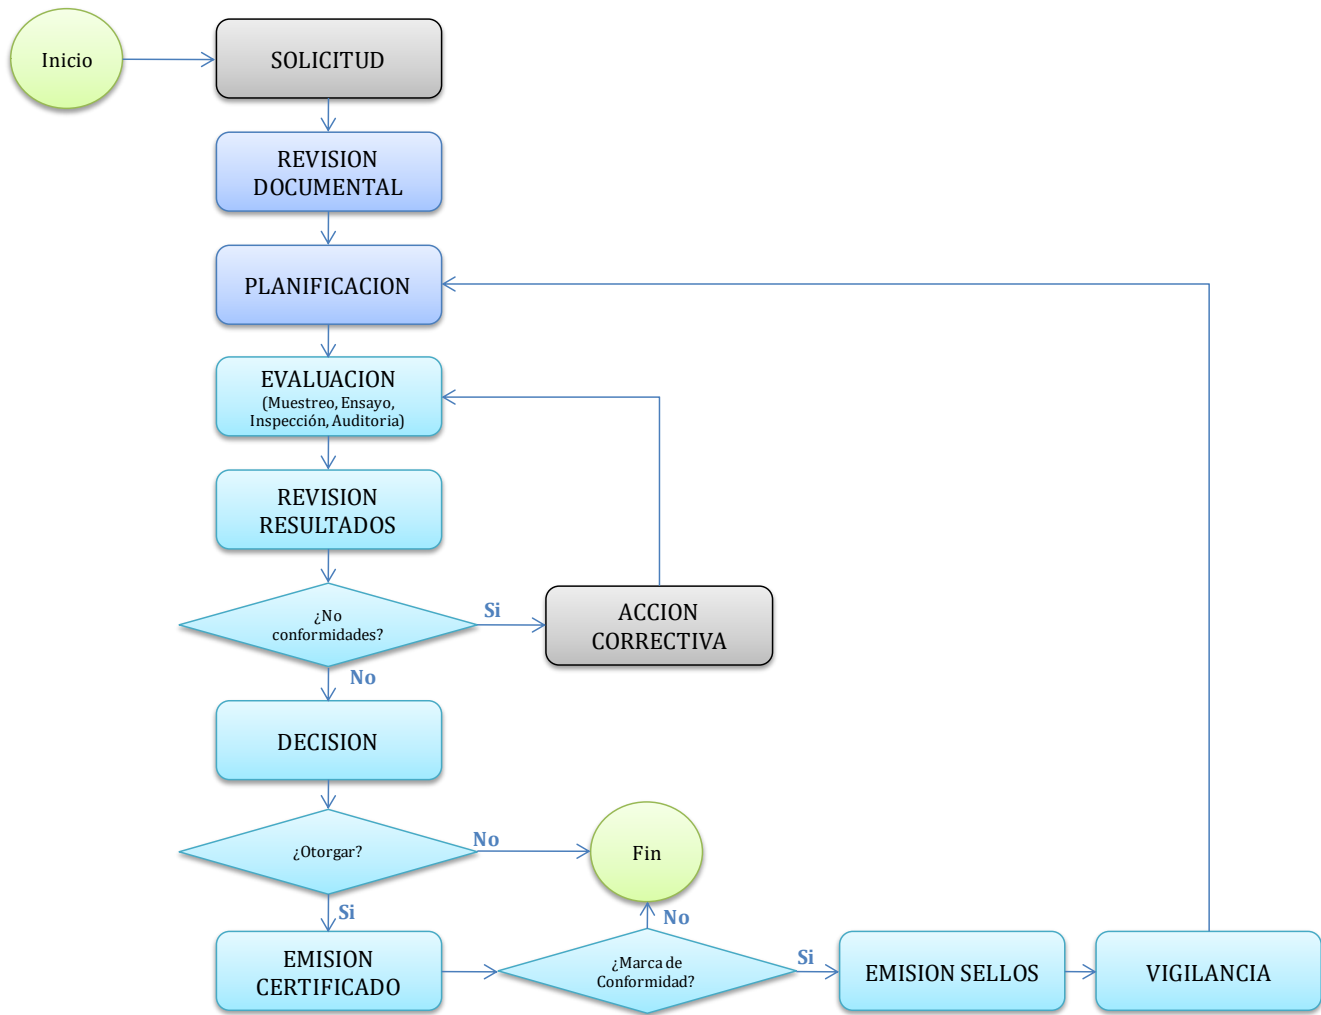 Inicio
SOLICITUD
REVISION
DOCUMENTAL
PLANIFICACION
EVALUACION
(Muestreo, Ensayo,
Inspección, Auditoria)
REVISION
RESULTADOS
¿No
conformidades?
Si
ACCION
CORRECTIVA
No
DECISION
¿Otorgar?
No
Fin
Si
No
EMISION
CERTIFICADO
¿Marca de
Conformidad?
Si
EMISION SELLOS
VIGILANCIA